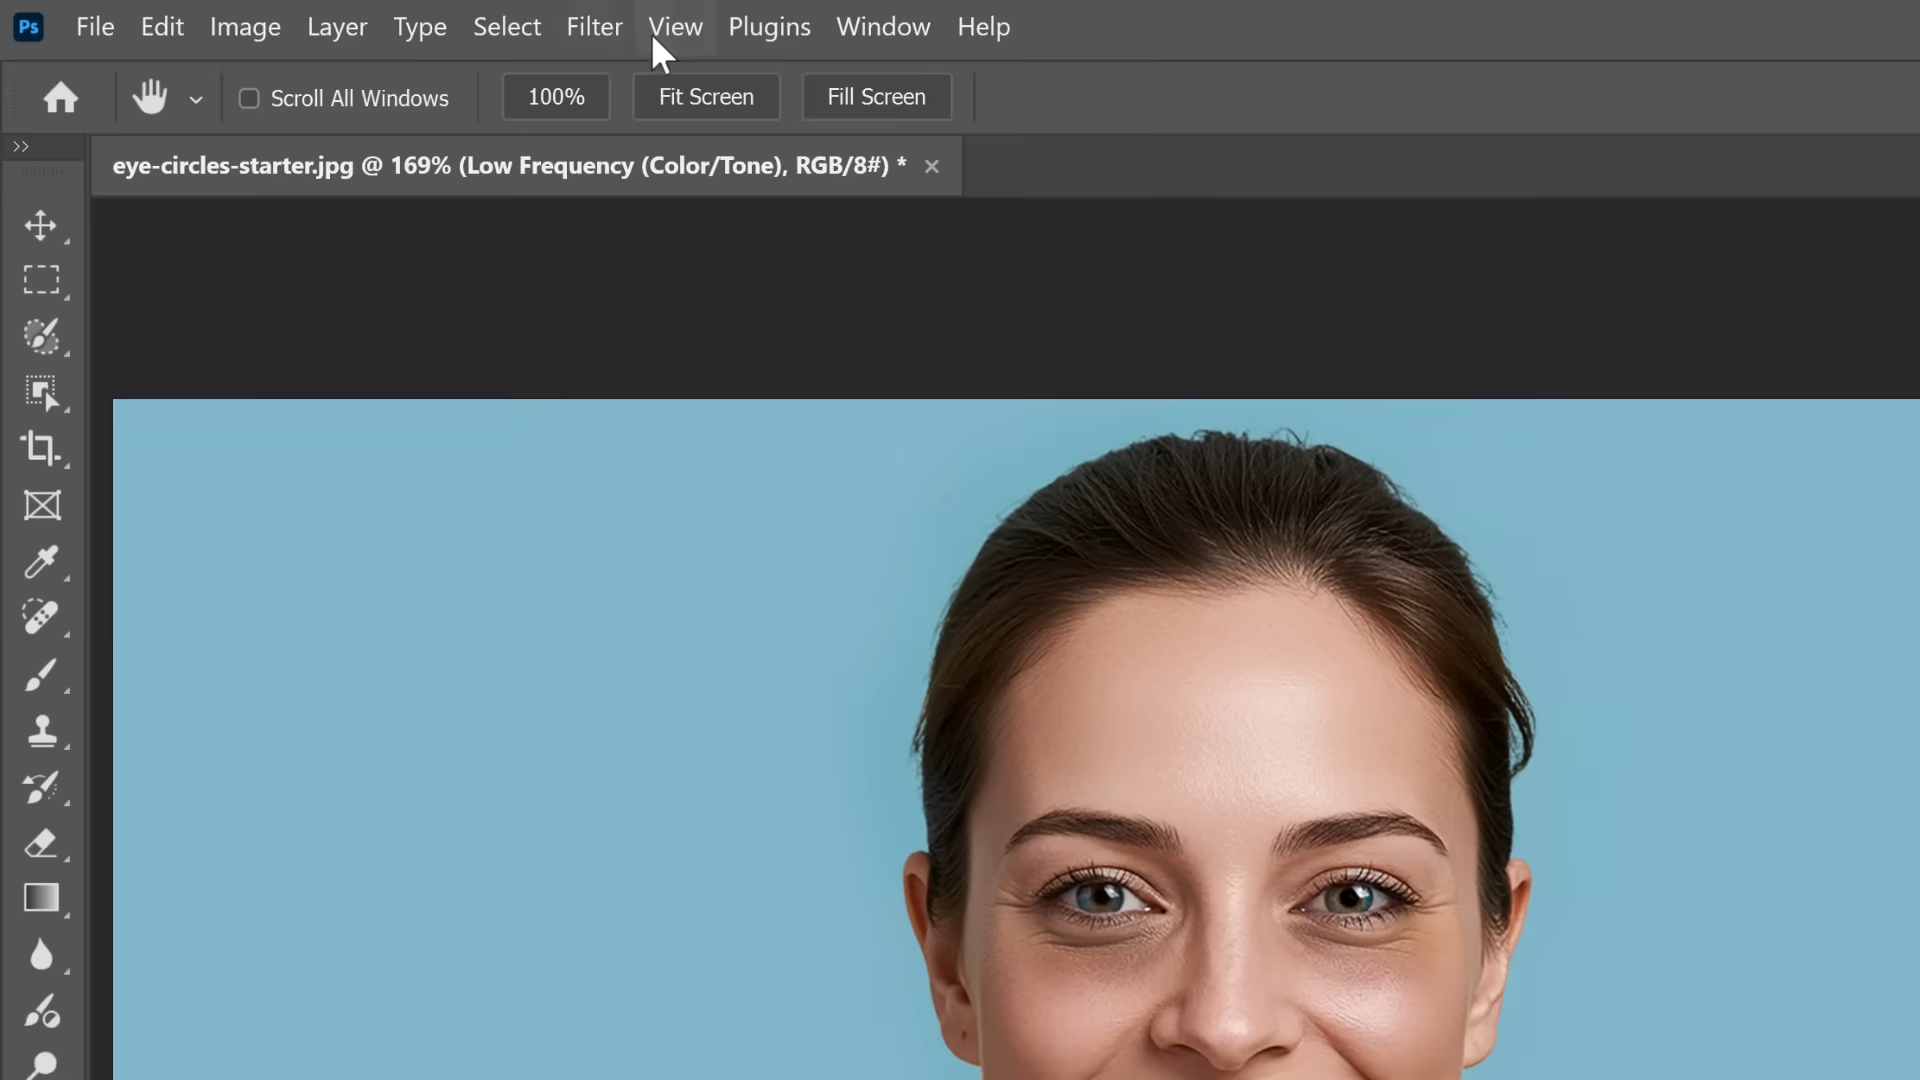 Ps File Edit Image Layer Type Select Filter View Plugins Window Help
Scroll All Windows 100% Fit Screen Fill Screen
eye-circles-starter.jpg @ 169% (Low Frequency (Color/Tone), RGB/8#) *